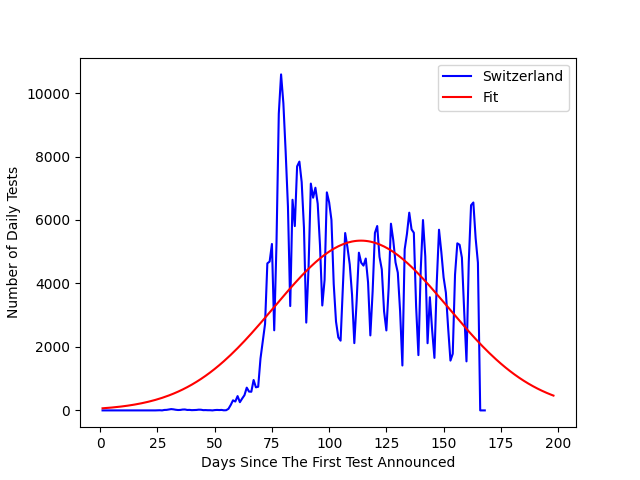 Switzerland
Fit
10000
8000
6000
4000
2000
0
Number of Daily Tests
0 25 50 75 100 125 150 175 200
Days Since The First Test Announced